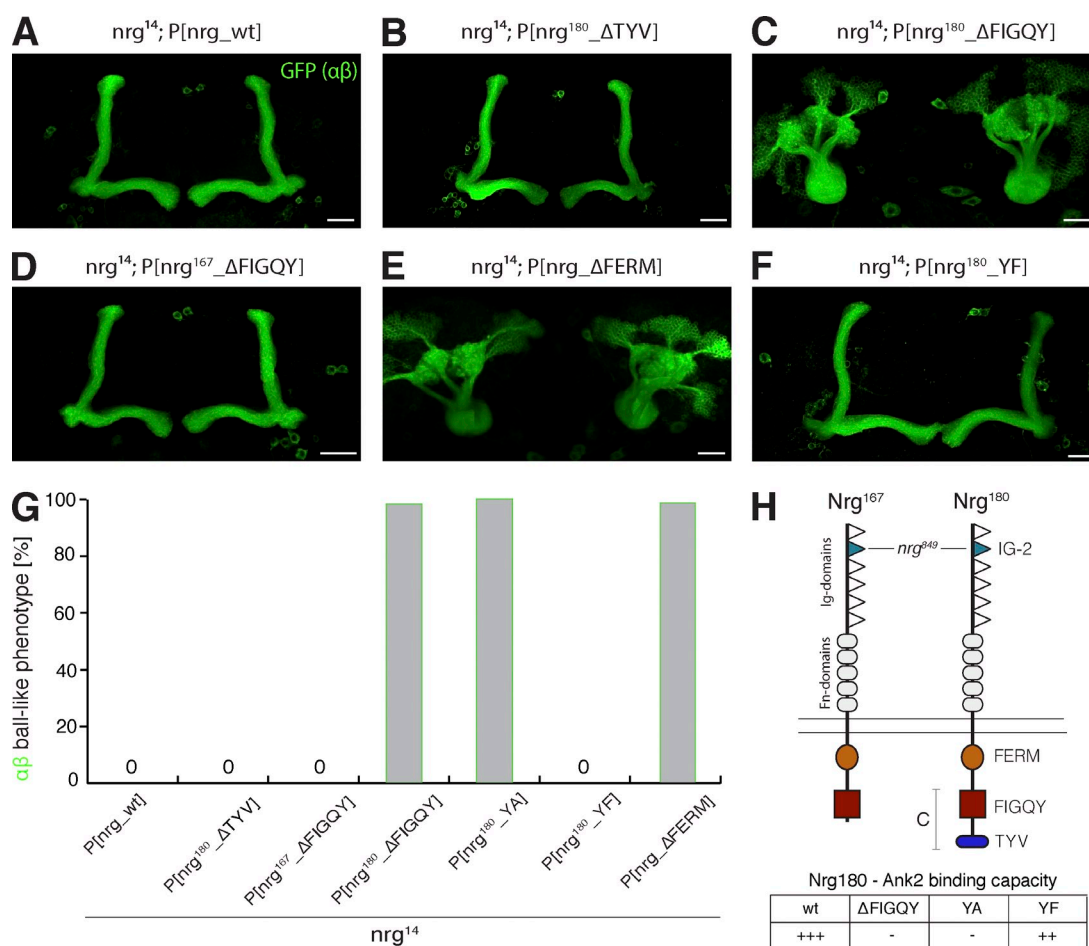 A nrg¹⁴; P[nrg_wt]
GFP (αβ)
B nrg¹⁴; P[nrg¹⁸⁰_ΔTYV]
C nrg¹⁴; P[nrg¹⁸⁰_ΔFIGQY]
D nrg¹⁴; P[nrg¹⁶⁷_ΔFIGQY]
E nrg¹⁴; P[nrg_ΔFERM]
F nrg¹⁴; P[nrg¹⁸⁰_YF]
G
αβ ball-like phenotype [%]
100
80
60
40
20
0
0 0 0 0
P[nrg_wt]
P[nrg¹⁸⁰_ΔTYV]
P[nrg¹⁶⁷_ΔFIGQY]
P[nrg¹⁸⁰_ΔFIGQY]
P[nrg¹⁸⁰_YA]
P[nrg¹⁸⁰_YF]
P[nrg_ΔFERM]
nrg¹⁴
H
Nrg¹⁶⁷ Nrg¹⁸⁰
nrg⁸⁴⁹ IG-2
Ig-domains
Fn-domains
FERM
FIGQY
C
TYV
Nrg180 - Ank2 binding capacity
wt ΔFIGQY YA YF
+++ - - ++